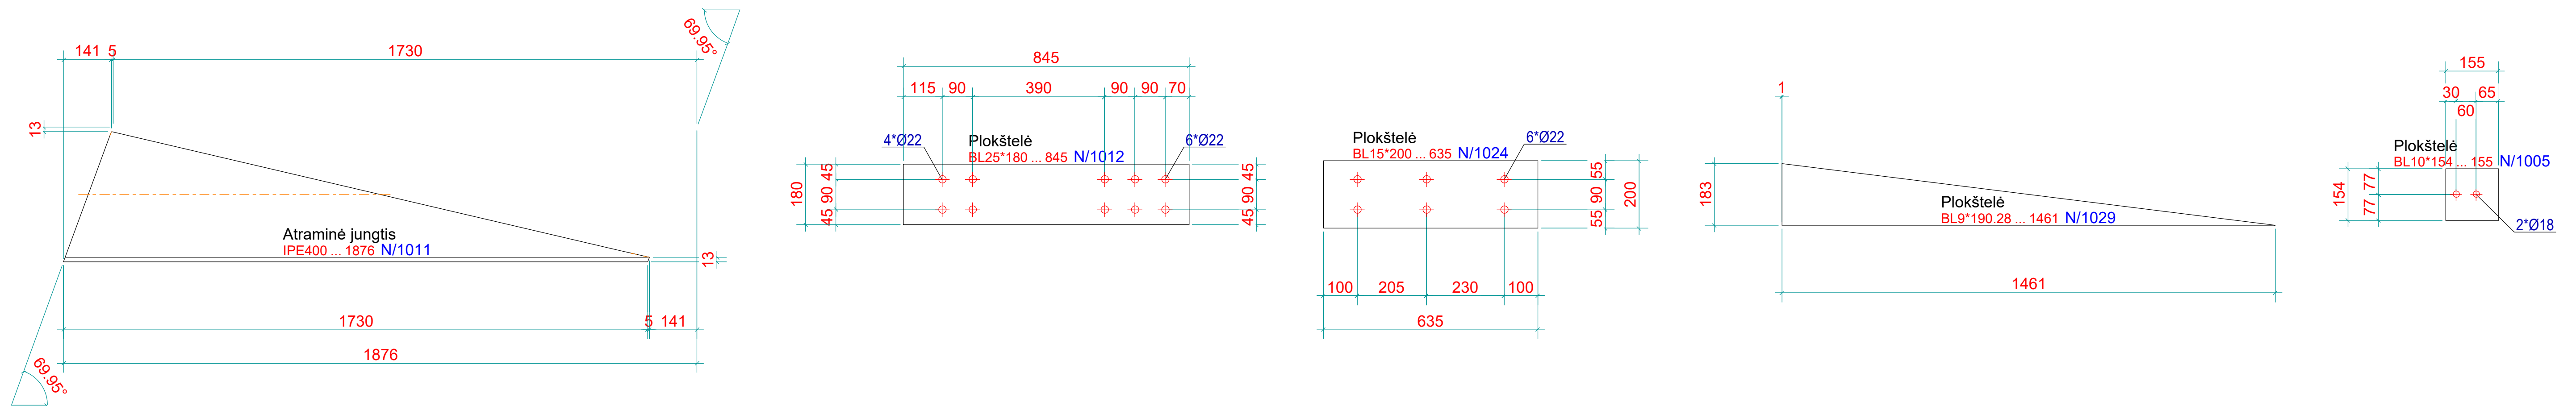 69.95°
141 5 1730
13
Atraminė jungtis
IPE400 ... 1876 N/1011
13
1730 5 141
1876
69.95°
845
115 90 390 90 90 70
4*Ø22
Plokštelė
6*Ø22
BL25*180 ... 845 N/1012
180
45 90 45
45 90 45
Plokštelė
6*Ø22
BL15*200 ... 635 N/1024
55 90 55
200
100 205 230 100
635
1
183
Plokštelė
BL9*190.28 ... 1461 N/1029
1461
155
30 65
60
Plokštelė
BL10*154 ... 155 N/1005
154
77 77
2*Ø18